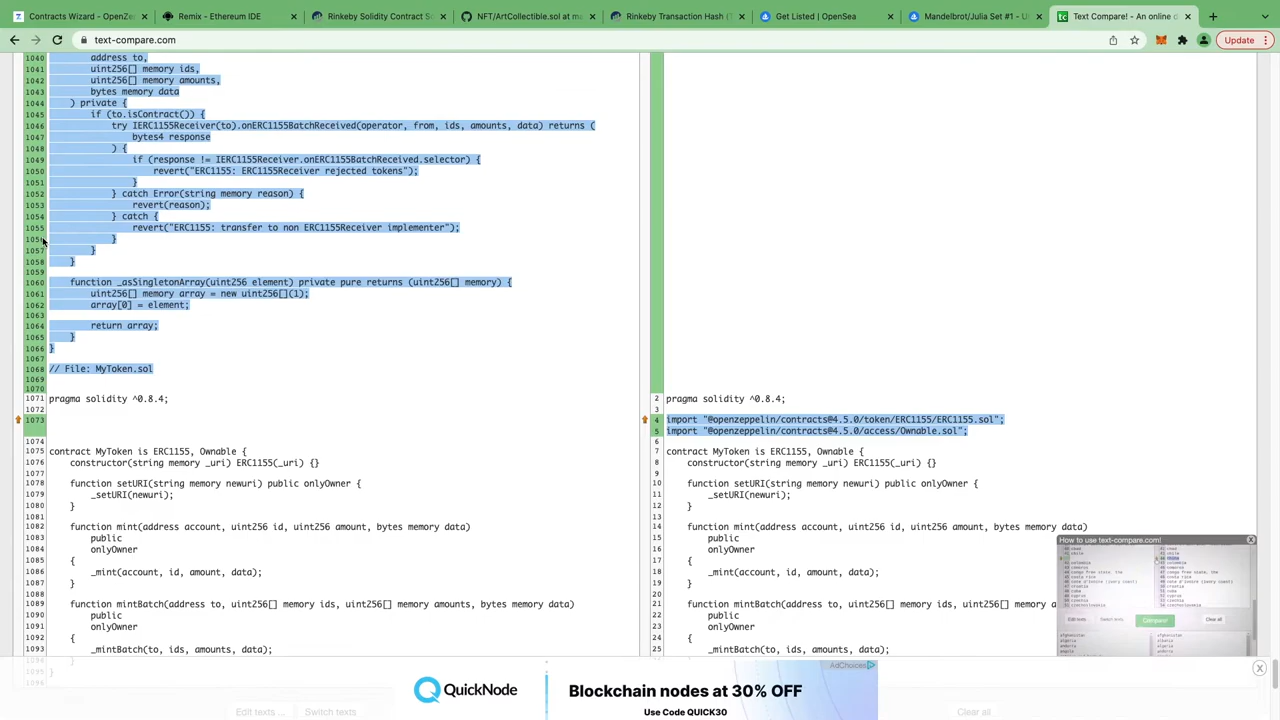 Contracts Wizard - OpenZe
Remix - Ethereum IDE
Rinkeby Solidity Contract S
NFT/ArtCollectible.sol at m
Rinkeby Transaction Hash (T
Get Listed | OpenSea
Mandelbrot/Julia Set #1 - U
Text Compare! - An online d
text-compare.com
Update
1040 address to,
1041 uint256[] memory ids,
1042 uint256[] memory amounts,
1043 bytes memory data
1044 ) private {
1045 if (to.isContract()) {
1046 try IERC1155Receiver(to).onERC1155BatchReceived(operator, from, ids, amounts, data) returns (
1047 bytes4 response
1048 ) {
1049 if (response != IERC1155Receiver.onERC1155BatchReceived.selector) {
1050 revert("ERC1155: ERC1155Receiver rejected tokens");
1051 }
1052 } catch Error(string memory reason) {
1053 revert(reason);
1054 } catch {
1055 revert("ERC1155: transfer to non ERC1155Receiver implementer");
1056 }
1057 }
1058 }
1059
1060 function _asSingletonArray(uint256 element) private pure returns (uint256[] memory) {
1061 uint256[] memory array = new uint256[](1);
1062 array[0] = element;
1063
1064 return array;
1065 }
1066 }
1067
1068 // File: MyToken.sol
1069
1070
1071 pragma solidity ^0.8.4;
1072
1073
1074
1075 contract MyToken is ERC1155, Ownable {
1076 constructor(string memory _uri) ERC1155(_uri) {}
1077
1078 function setURI(string memory newuri) public onlyOwner {
1079 _setURI(newuri);
1080 }
1081
1082 function mint(address account, uint256 id, uint256 amount, bytes memory data)
1083 public
1084 onlyOwner
1085 {
1086 _mint(account, id, amount, data);
1087 }
1088
1089 function mintBatch(address to, uint256[] memory ids, uint256[] memory amounts, bytes memory data)
1090 public
1091 onlyOwner
1092 {
1093 _mintBatch(to, ids, amounts, data);
1094 }
1095 }
1096
2 pragma solidity ^0.8.4;
3
4 import "@openzeppelin/contracts@4.5.0/token/ERC1155/ERC1155.sol";
5 import "@openzeppelin/contracts@4.5.0/access/Ownable.sol";
6
7 contract MyToken is ERC1155, Ownable {
8 constructor(string memory _uri) ERC1155(_uri) {}
9
10 function setURI(string memory newuri) public onlyOwner {
11 _setURI(newuri);
12 }
13
14 function mint(address account, uint256 id, uint256 amount, bytes memory data)
15 public
16 onlyOwner
17 {
18 _mint(account, id, amount, data);
19 }
20
21 function mintBatch(address to, uint256[] memory ids, uint256[] memory a
22 public
23 onlyOwner
24 {
25 _mintBatch(to, ids, amounts, data);
How to use text-compare.com!
Edit texts
Switch texts
Compare!
Clear all
AdChoices
QuickNode
Blockchain nodes at 30% OFF
Use Code QUICK30
Edit texts ...
Switch texts
Clear all